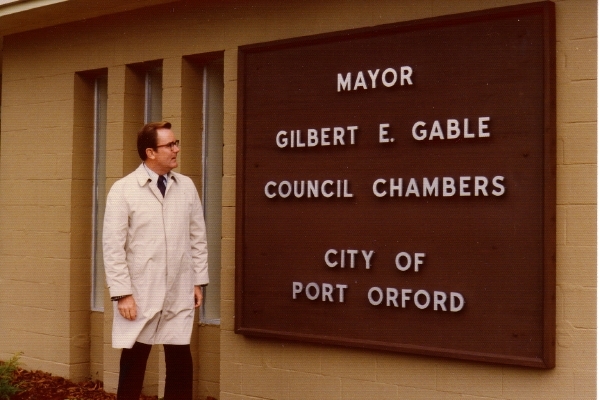 MAYOR
GILBERT E. GABLE
COUNCIL CHAMBERS
CITY OF
PORT ORFORD